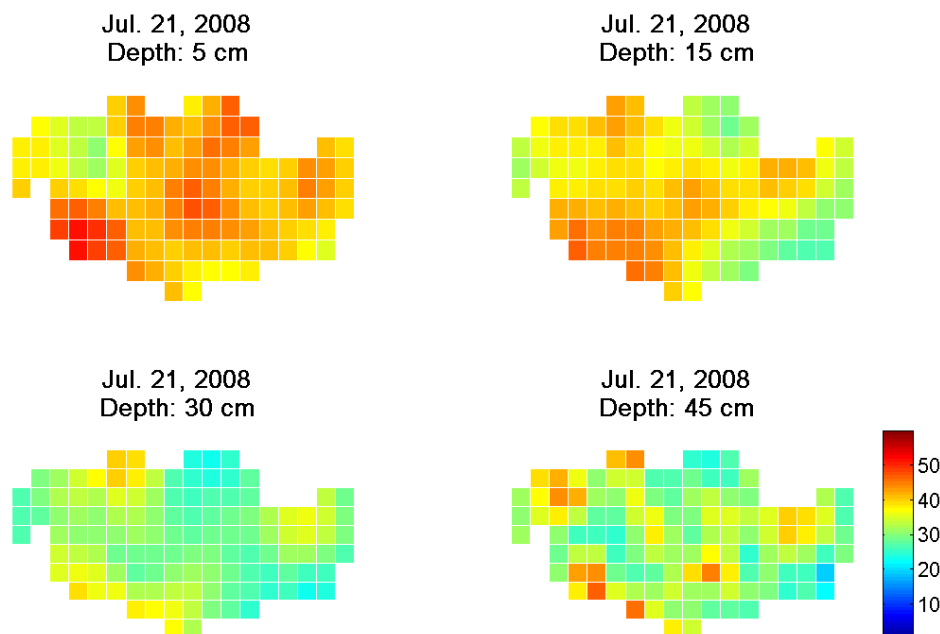 Jul. 21, 2008
Depth: 5 cm
Jul. 21, 2008
Depth: 15 cm
Jul. 21, 2008
Depth: 30 cm
Jul. 21, 2008
Depth: 45 cm
50
40
30
20
10